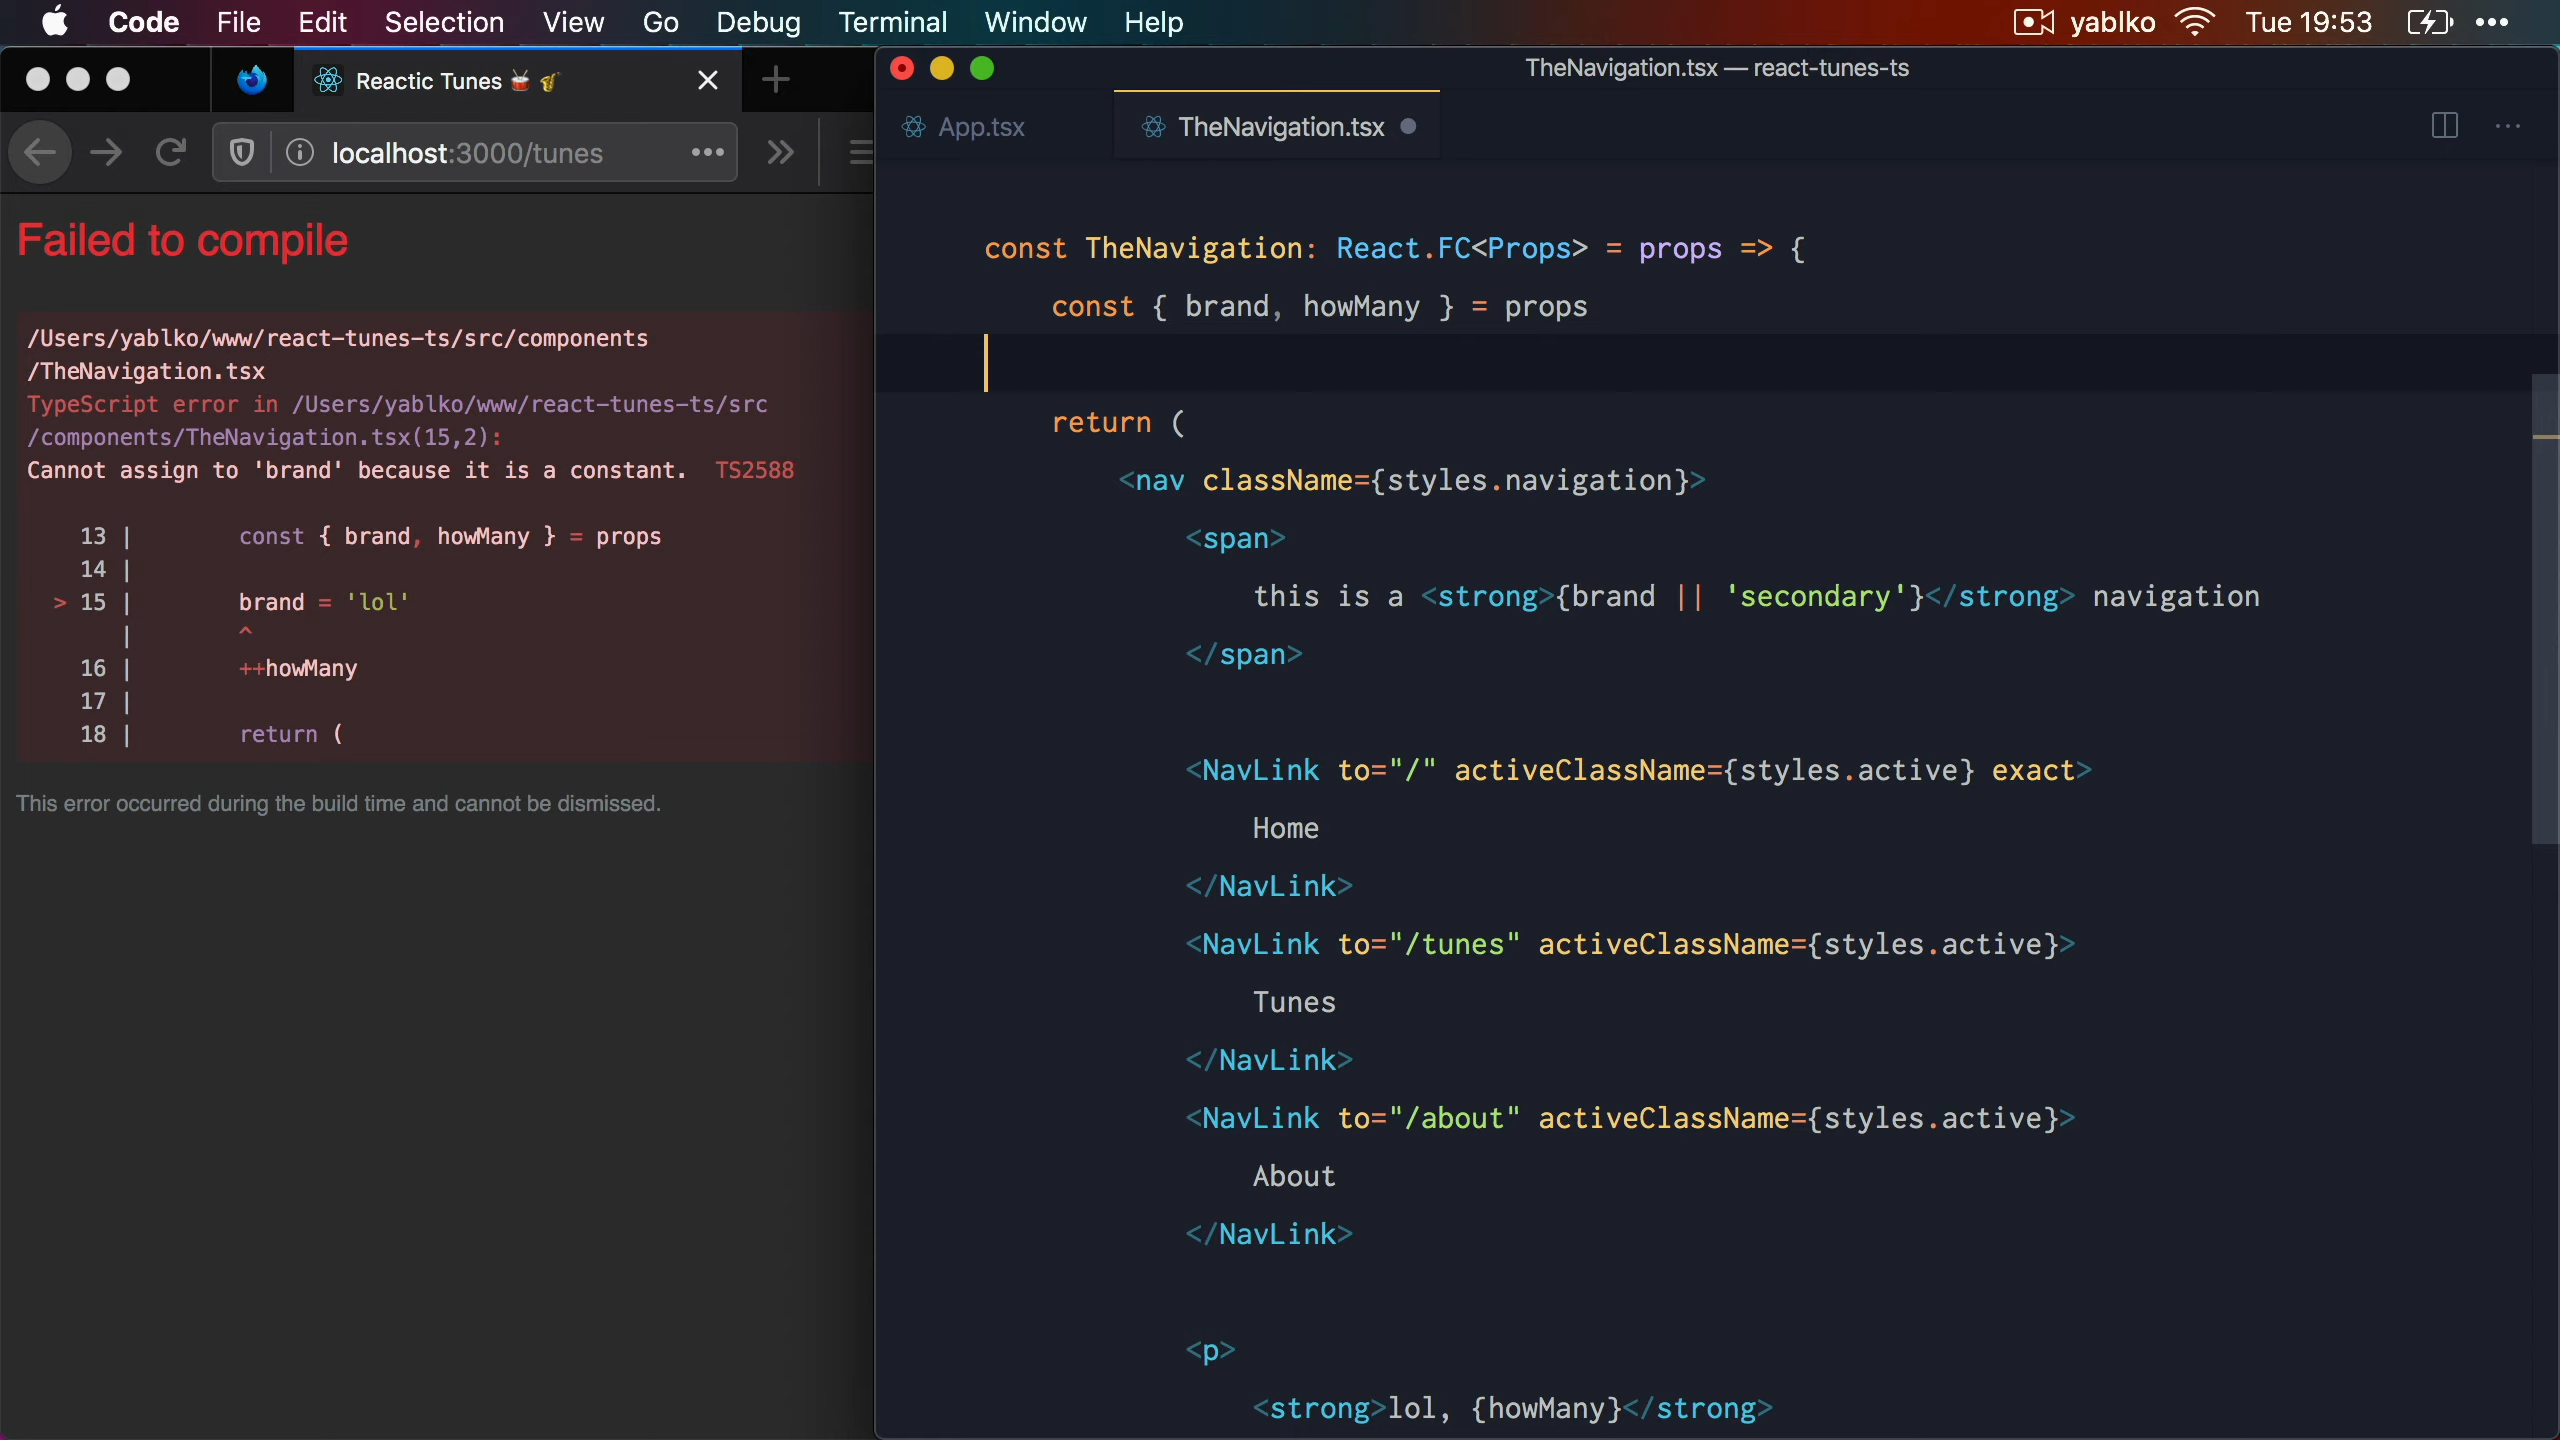 Code File Edit Selection View Go Debug Terminal Window Help yablko Tue 19:53
Reactic Tunes
localhost:3000/tunes
Failed to compile
/Users/yablko/www/react-tunes-ts/src/components
/TheNavigation.tsx
TypeScript error in /Users/yablko/www/react-tunes-ts/src
/components/TheNavigation.tsx(15,2):
Cannot assign to 'brand' because it is a constant. TS2588
13 | const { brand, howMany } = props
14 |
> 15 | brand = 'lol'
| ^
16 | ++howMany
17 |
18 | return (
This error occurred during the build time and cannot be dismissed.
TheNavigation.tsx — react-tunes-ts
App.tsx TheNavigation.tsx
const TheNavigation: React.FC<Props> = props => {
const { brand, howMany } = props
return (
<nav className={styles.navigation}>
<span>
this is a <strong>{brand || 'secondary'}</strong> navigation
</span>
<NavLink to="/" activeClassName={styles.active} exact>
Home
</NavLink>
<NavLink to="/tunes" activeClassName={styles.active}>
Tunes
</NavLink>
<NavLink to="/about" activeClassName={styles.active}>
About
</NavLink>
<p>
<strong>lol, {howMany}</strong>